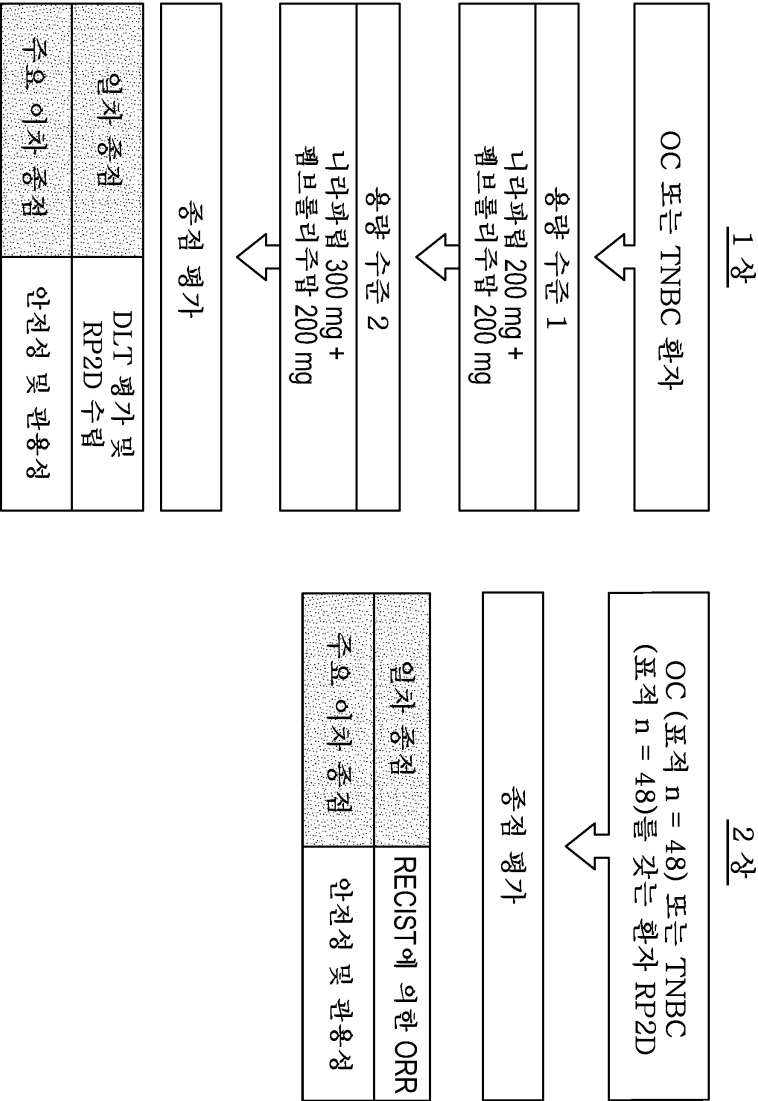 1 상
OC 또는 TNBC 환자
용량 수준 1
니라파립 200 mg +
펨브롤리주맙 200 mg
용량 수준 2
니라파립 300 mg +
펨브롤리주맙 200 mg
종점 평가
일차 종점
DLT 평가 및
RP2D 수립
주요 이차 종점
안전성 및 관용성
2 상
OC (표적 n = 48) 또는 TNBC
(표적 n = 48)를 갖는 환자 RP2D
종점 평가
일차 종점
RECIST에 의한 ORR
주요 이차 종점
안전성 및 관용성